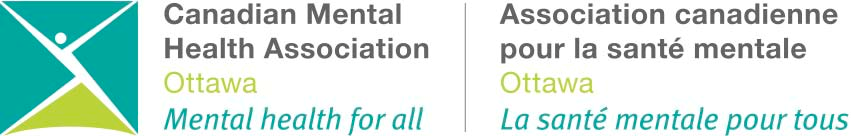 Canadian Mental
Health Association
Ottawa
Mental health for all
Association canadienne
pour la santé mentale
Ottawa
La santé mentale pour tous